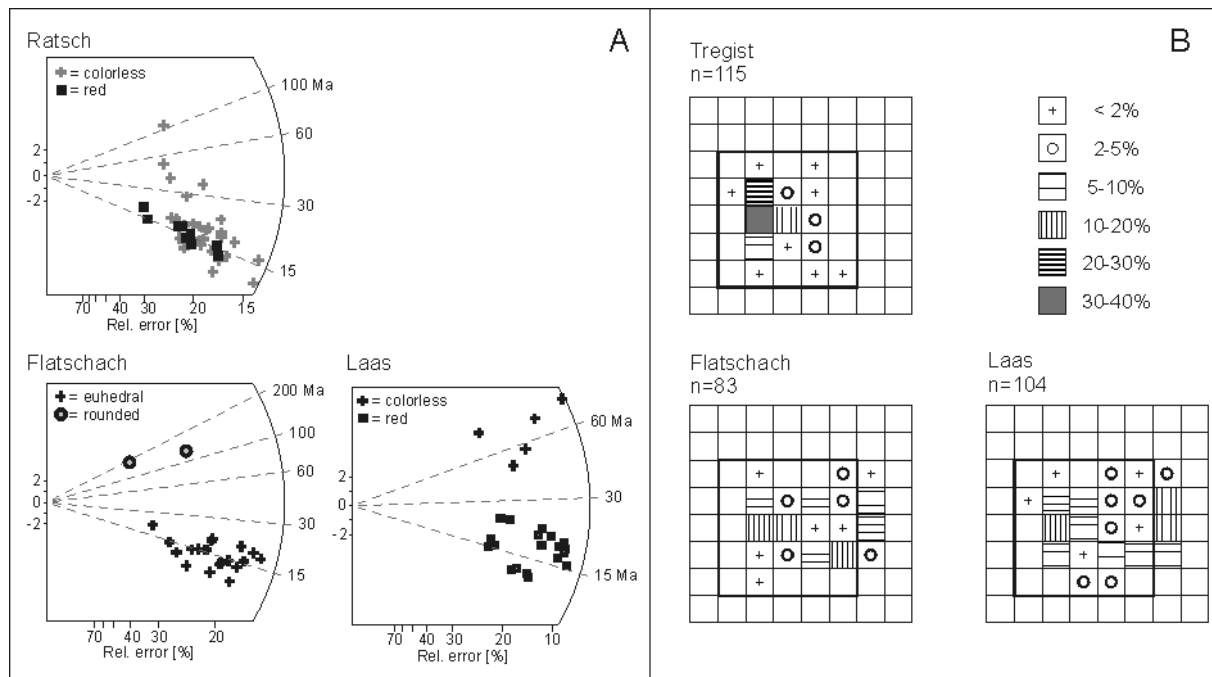 A
Ratsch
= colorless
= red
100 Ma
60
30
15
2
0
-2
70 40 30 20 15
Rel. error [%]
Flatschach
= euhedral
= rounded
200 Ma
100
60
30
15
2
0
-2
70 40 30 20
Rel. error [%]
Laas
= colorless
= red
60 Ma
30
15 Ma
2
0
-2
70 40 20 10
Rel. error [%]
B
Tregist
n=115
< 2%
2-5%
5-10%
10-20%
20-30%
30-40%
Flatschach
n=83
Laas
n=104